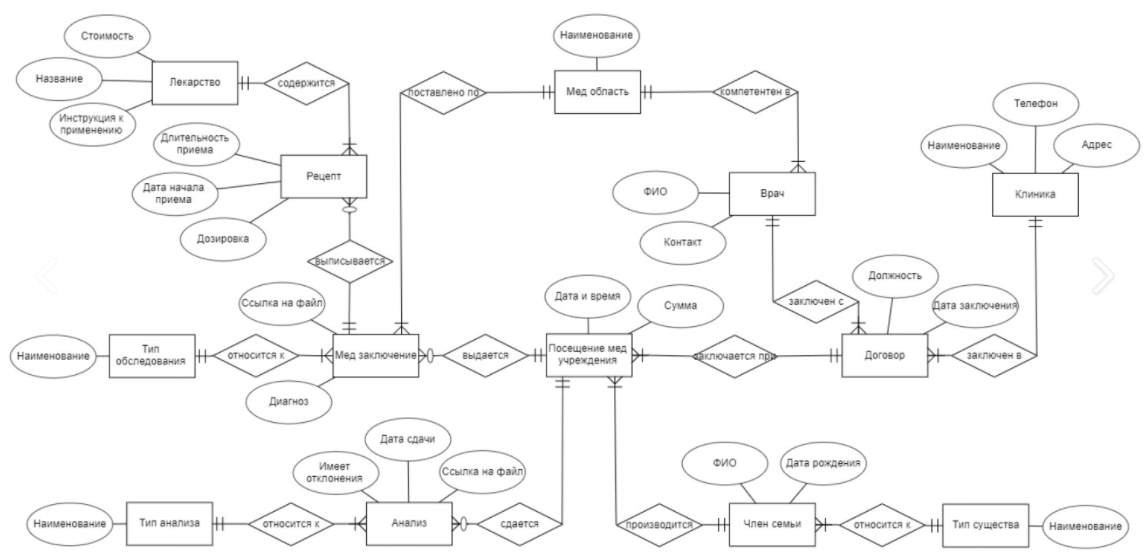 Стоимость
Наименование
Название
Лекарство
содержится
поставлено по
Мед область
компетентен в
Инструкция к
применению
Телефон
Наименование
Адрес
Длительность
приема
Рецепт
Дата начала
приема
ФИО
Врач
Клиника
Дозировка
Контакт
выписывается
Ссылка на файл
Дата и время
Сумма
заключен с
Должность
Дата заключения
Наименование
Тип
обследования
относится к
Мед заключение
выдается
Посещение мед
учреждения
заключается при
Договор
заключен в
Диагноз
Дата сдачи
Имеет
отклонения
Ссылка на файл
ФИО
Дата рождения
Наименование
Тип анализа
относится к
Анализ
сдается
производится
Член семьи
относится к
Тип существа
Наименование